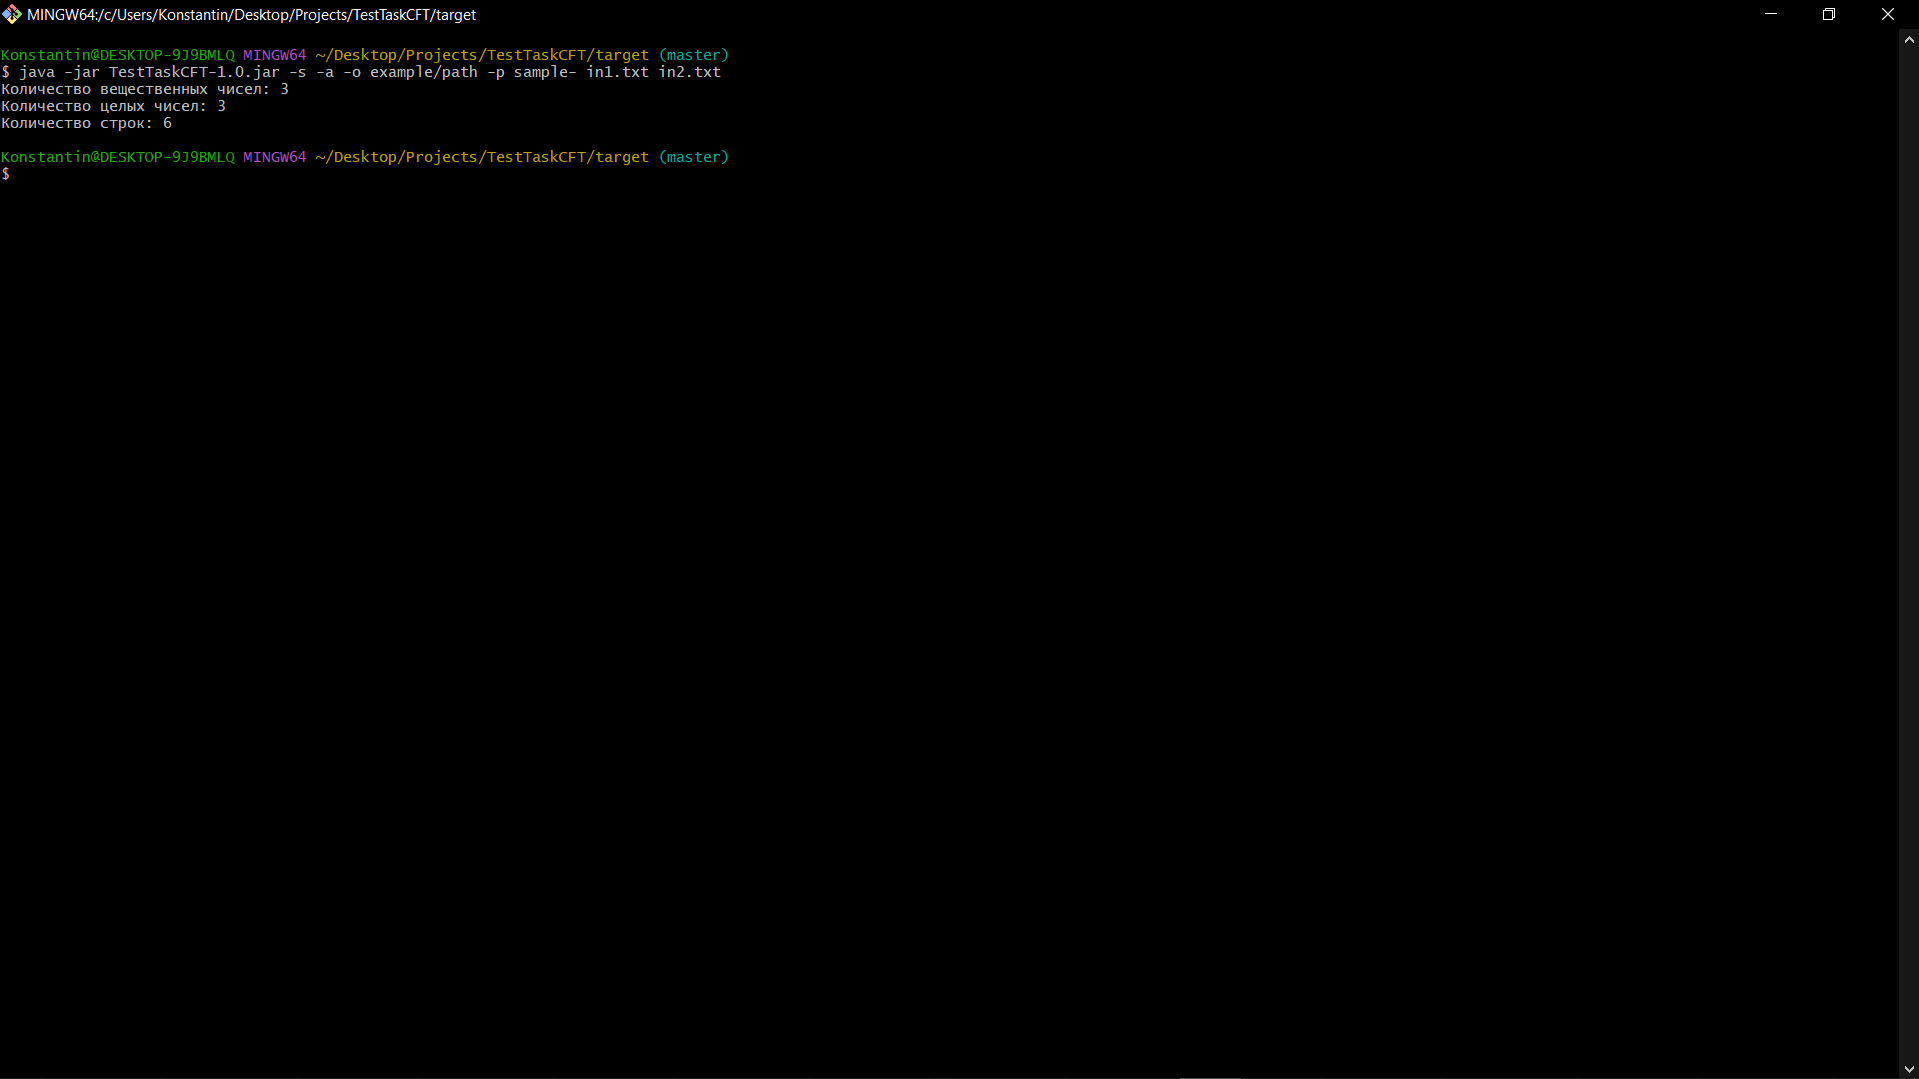 MINGW64:/c/Users/Konstantin/Desktop/Projects/TestTaskCFT/target
Konstantin@DESKTOP-9J9BMLQ MINGW64 ~/Desktop/Projects/TestTaskCFT/target (master)
$ java -jar TestTaskCFT-1.0.jar -s -a -o example/path -p sample- in1.txt in2.txt
Количество вещественных чисел: 3
Количество целых чисел: 3
Количество строк: 6
Konstantin@DESKTOP-9J9BMLQ MINGW64 ~/Desktop/Projects/TestTaskCFT/target (master)
$